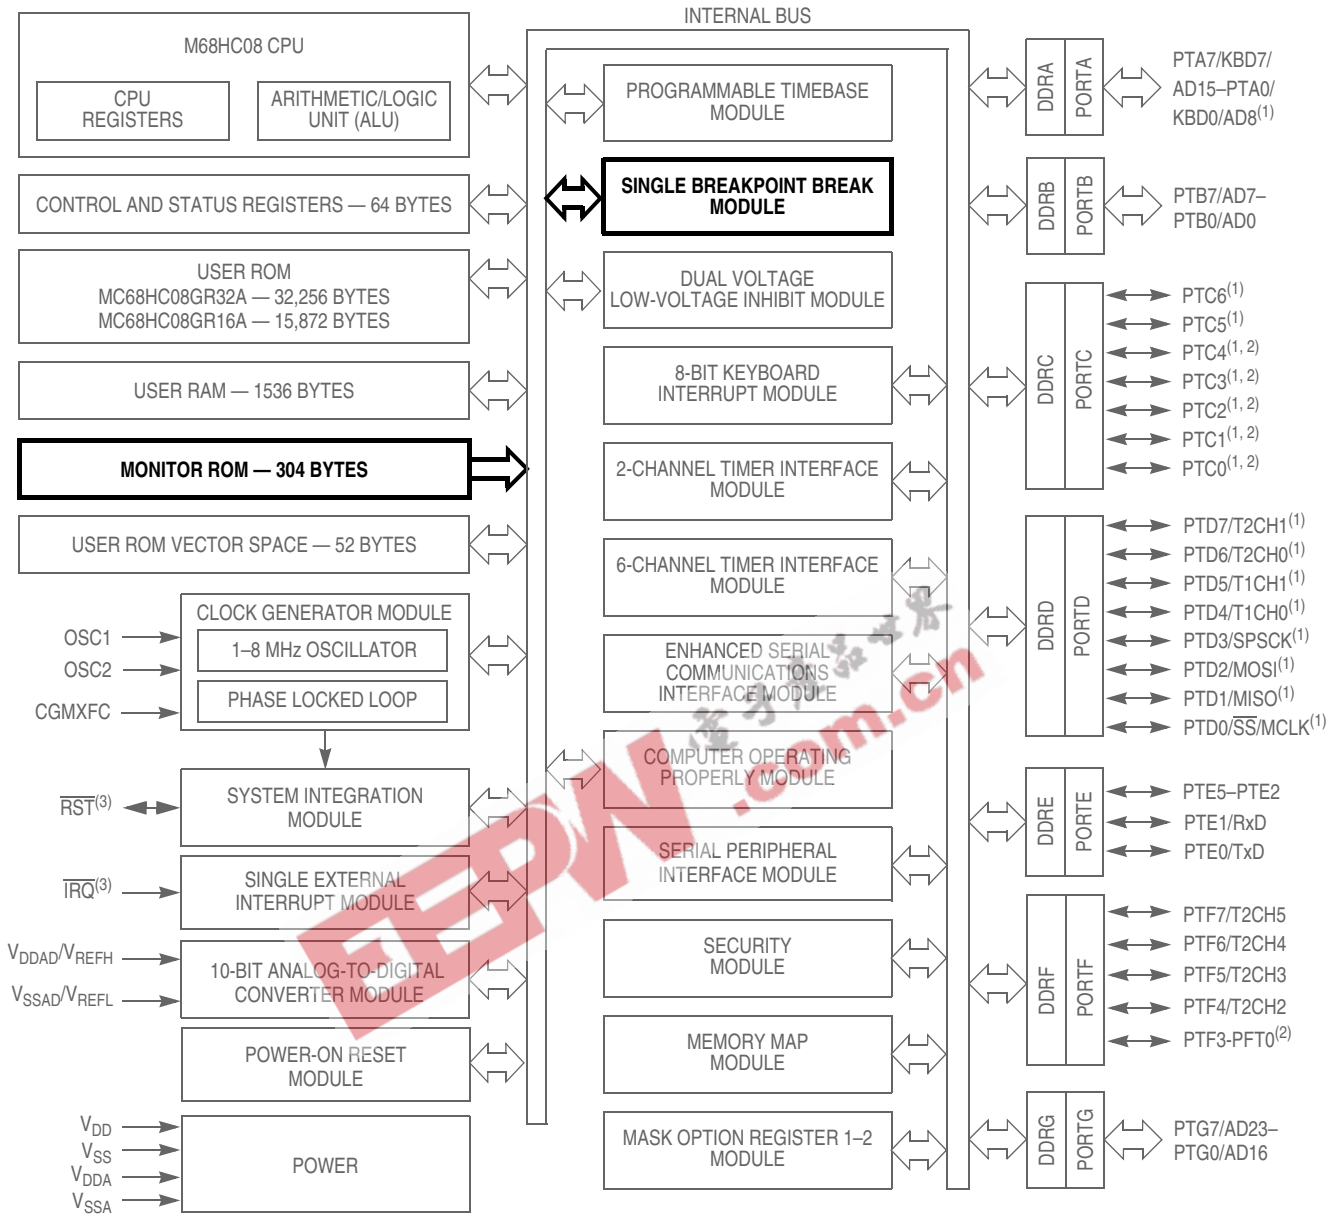 INTERNAL BUS
M68HC08 CPU
CPU
REGISTERS
ARITHMETIC/LOGIC
UNIT (ALU)
CONTROL AND STATUS REGISTERS — 64 BYTES
USER ROM
MC68HC08GR32A — 32,256 BYTES
MC68HC08GR16A — 15,872 BYTES
USER RAM — 1536 BYTES
MONITOR ROM — 304 BYTES
USER ROM VECTOR SPACE — 52 BYTES
OSC1
OSC2
CGMXFC
CLOCK GENERATOR MODULE
1–8 MHz OSCILLATOR
PHASE LOCKED LOOP
RST(3)
SYSTEM INTEGRATION
MODULE
IRQ(3)
SINGLE EXTERNAL
INTERRUPT MODULE
VDDAD/VREFH
VSSAD/VREFL
10-BIT ANALOG-TO-DIGITAL
CONVERTER MODULE
POWER-ON RESET
MODULE
VDD
VSS
VDDA
VSSA
POWER
PROGRAMMABLE TIMEBASE
MODULE
SINGLE BREAKPOINT BREAK
MODULE
DUAL VOLTAGE
LOW-VOLTAGE INHIBIT MODULE
8-BIT KEYBOARD
INTERRUPT MODULE
2-CHANNEL TIMER INTERFACE
MODULE
6-CHANNEL TIMER INTERFACE
MODULE
ENHANCED SERIAL
COMMUNICATIONS
INTERFACE MODULE
COMPUTER OPERATING
PROPERLY MODULE
SERIAL PERIPHERAL
INTERFACE MODULE
SECURITY
MODULE
MEMORY MAP
MODULE
MASK OPTION REGISTER 1–2
MODULE
DDRA
PORTA
PTA7/KBD7/
AD15–PTA0/
KBD0/AD8(1)
DDRB
PORTB
PTB7/AD7–
PTB0/AD0
DDRC
PORTC
PTC6(1)
PTC5(1)
PTC4(1, 2)
PTC3(1, 2)
PTC2(1, 2)
PTC1(1, 2)
PTC0(1, 2)
DDRD
PORTD
PTD7/T2CH1(1)
PTD6/T2CH0(1)
PTD5/T1CH1(1)
PTD4/T1CH0(1)
PTD3/SPSCK(1)
PTD2/MOSI(1)
PTD1/MISO(1)
PTD0/SS/MCLK(1)
DDRE
PORTE
PTE5–PTE2
PTE1/RxD
PTE0/TxD
DDRF
PORTF
PTF7/T2CH5
PTF6/T2CH4
PTF5/T2CH3
PTF4/T2CH2
PTF3-PFT0(2)
DDRG
PORTG
PTG7/AD23–
PTG0/AD16
EEPW.com.cn
電子產品世界